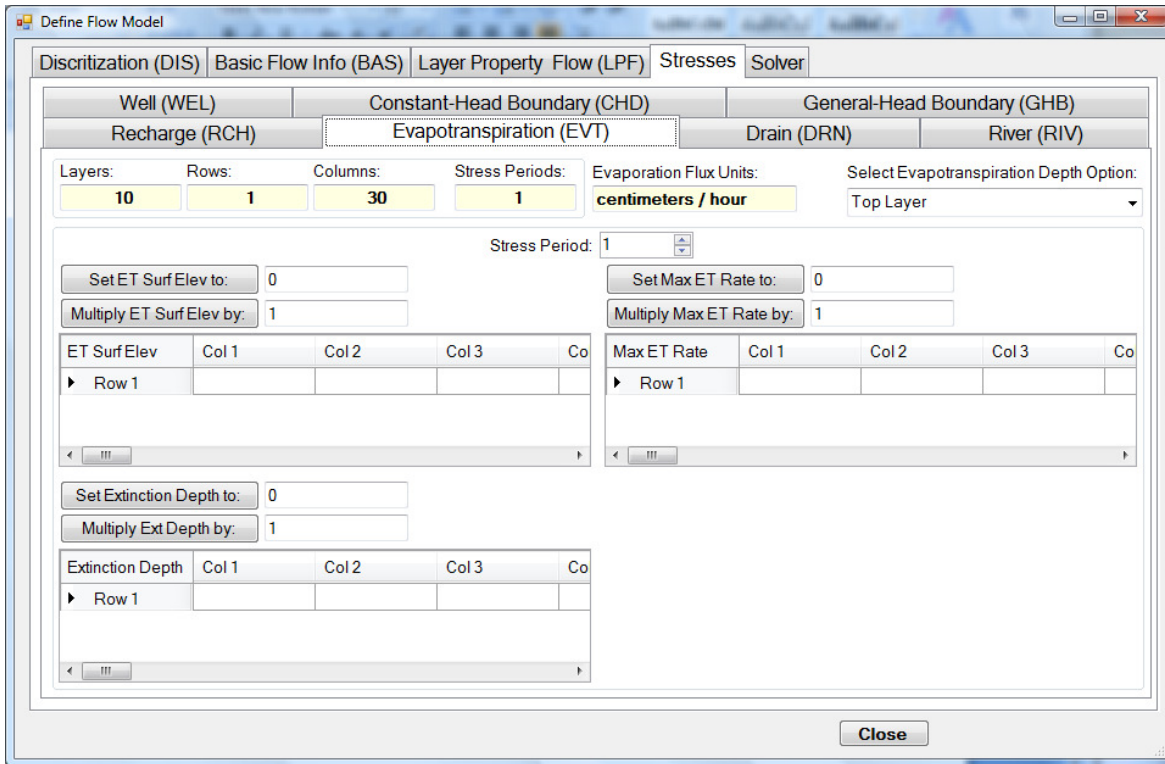 Define Flow Model
Discritization (DIS) Basic Flow Info (BAS) Layer Property Flow (LPF) Stresses Solver
Well (WEL) Constant-Head Boundary (CHD) General-Head Boundary (GHB)
Recharge (RCH) Evapotranspiration (EVT) Drain (DRN) River (RIV)
Layers: Rows: Columns: Stress Periods: Evaporation Flux Units: Select Evapotranspiration Depth Option:
10 1 30 1 centimeters / hour Top Layer
Stress Period: 1
Set ET Surf Elev to: 0 Set Max ET Rate to: 0
Multiply ET Surf Elev by: 1 Multiply Max ET Rate by: 1
ET Surf Elev Col 1 Col 2 Col 3 Co Max ET Rate Col 1 Col 2 Col 3 Co
Row 1 Row 1
Set Extinction Depth to: 0
Multiply Ext Depth by: 1
Extinction Depth Col 1 Col 2 Col 3 Co
Row 1
Close